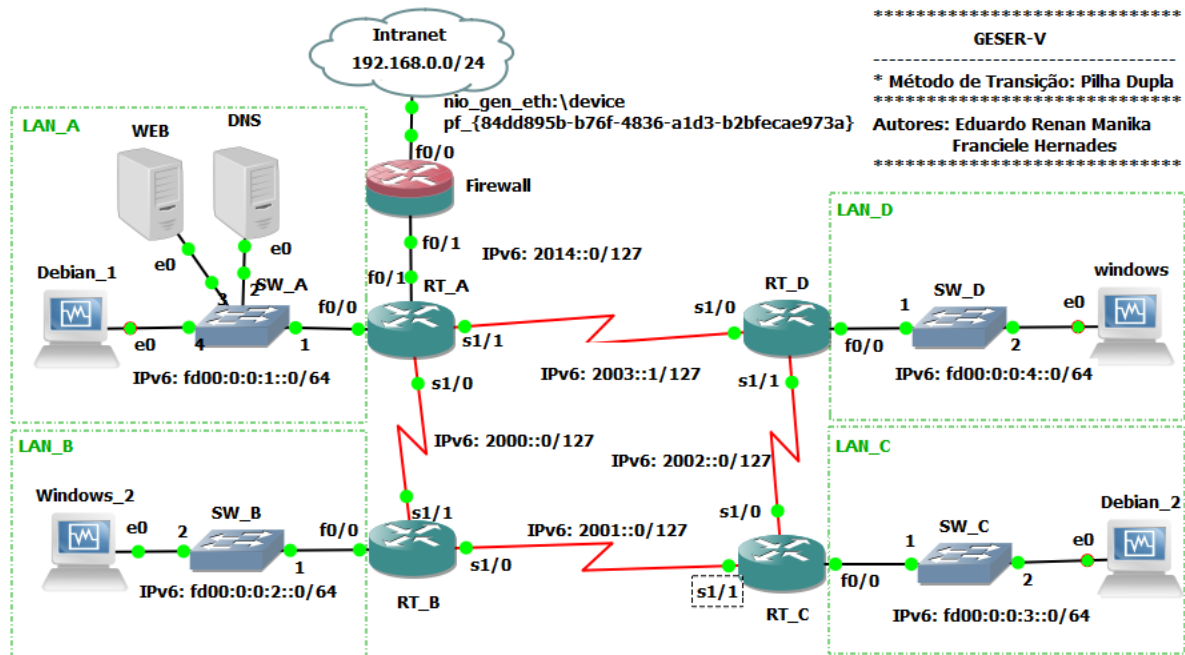 Intranet
192.168.0.0/24
nio_gen_eth:\device
pf_{84dd895b-b76f-4836-a1d3-b2bfecae973a}
****************************
GESER-V
------------------------------------
* Método de Transição: Pilha Dupla
****************************
Autores: Eduardo Renan Manika
Franciele Hernades
****************************
LAN_A
WEB
DNS
e0
e0
Debian_1
e0
SW_A
3
2
4
1
f0/0
IPv6: fd00:0:0:1::0/64
f0/0
Firewall
f0/1
IPv6: 2014::0/127
f0/1
RT_A
s1/1
s1/0
IPv6: 2003::1/127
IPv6: 2000::0/127
RT_D
s1/0
f0/0
s1/1
IPv6: 2002::0/127
LAN_D
SW_D
1
2
windows
e0
IPv6: fd00:0:0:4::0/64
LAN_B
Windows_2
e0
2
SW_B
1
f0/0
IPv6: fd00:0:0:2::0/64
s1/1
s1/0
RT_B
IPv6: 2001::0/127
s1/0
s1/1
RT_C
f0/0
LAN_C
SW_C
1
2
Debian_2
e0
IPv6: fd00:0:0:3::0/64